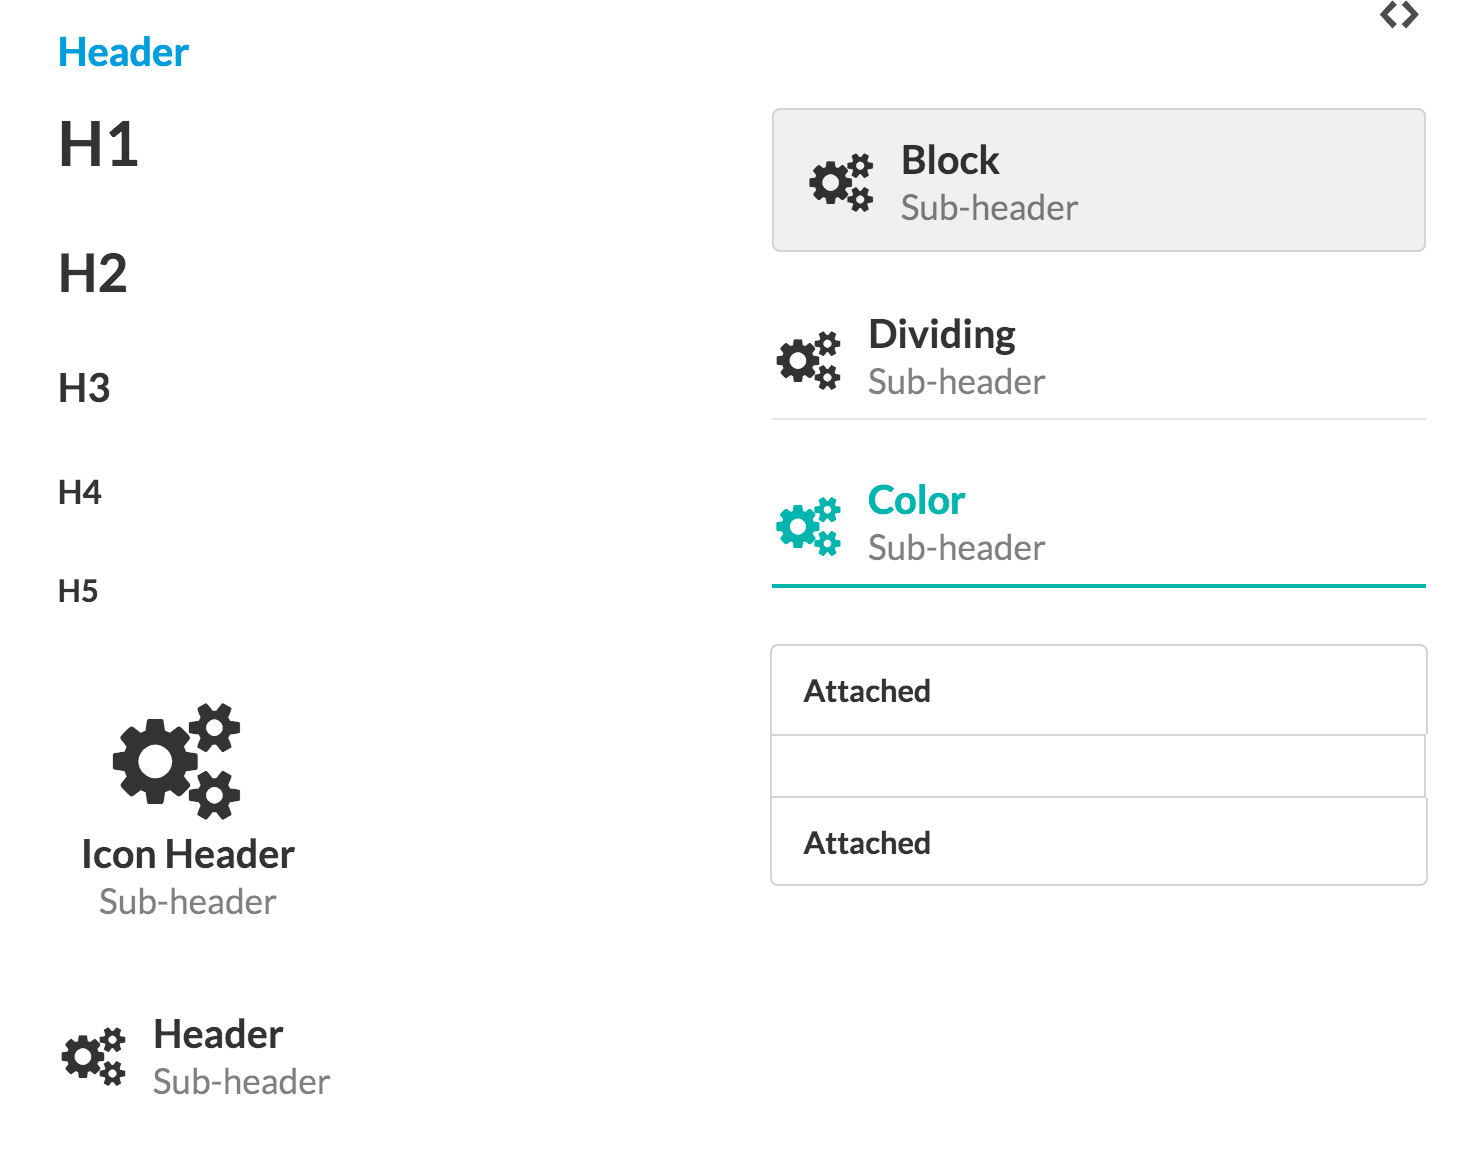 Header
H1
H2
H3
H4
H5
Icon Header
Sub-header
Header
Sub-header
Block
Sub-header
Dividing
Sub-header
Color
Sub-header
Attached
Attached